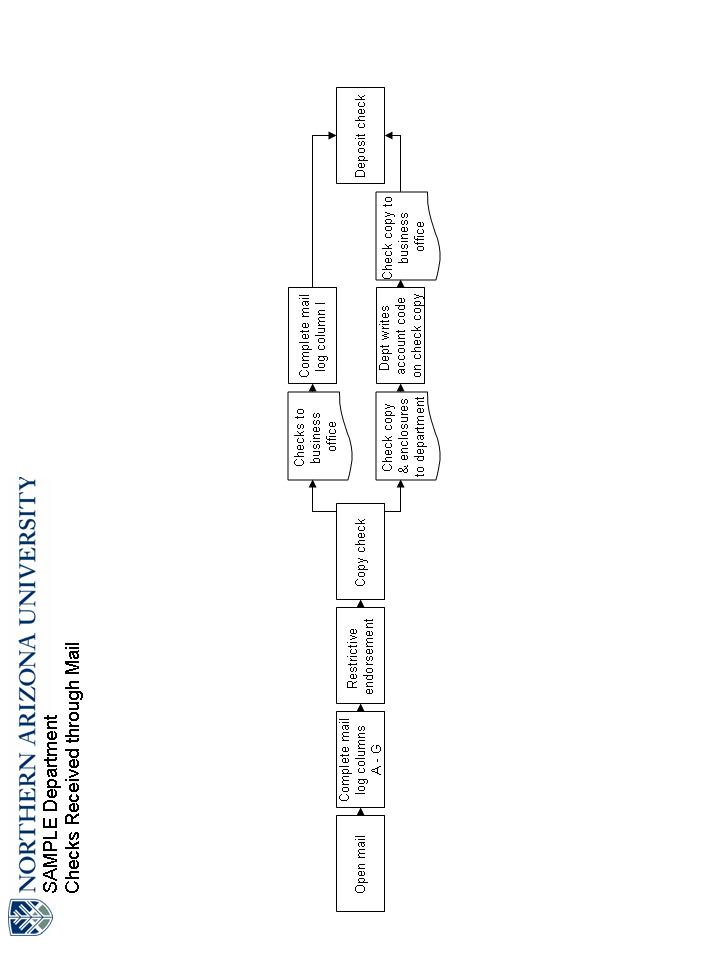 NORTHERN ARIZONA UNIVERSITY
SAMPLE Department
Checks Received through Mail
Open mail
Complete mail
log columns
A - G
Restrictive
endorsement
Copy check
Checks to
business
office
Complete mail
log column I
Check copy
& enclosures
to department
Dept writes
account code
on check copy
Check copy to
business
office
Deposit check